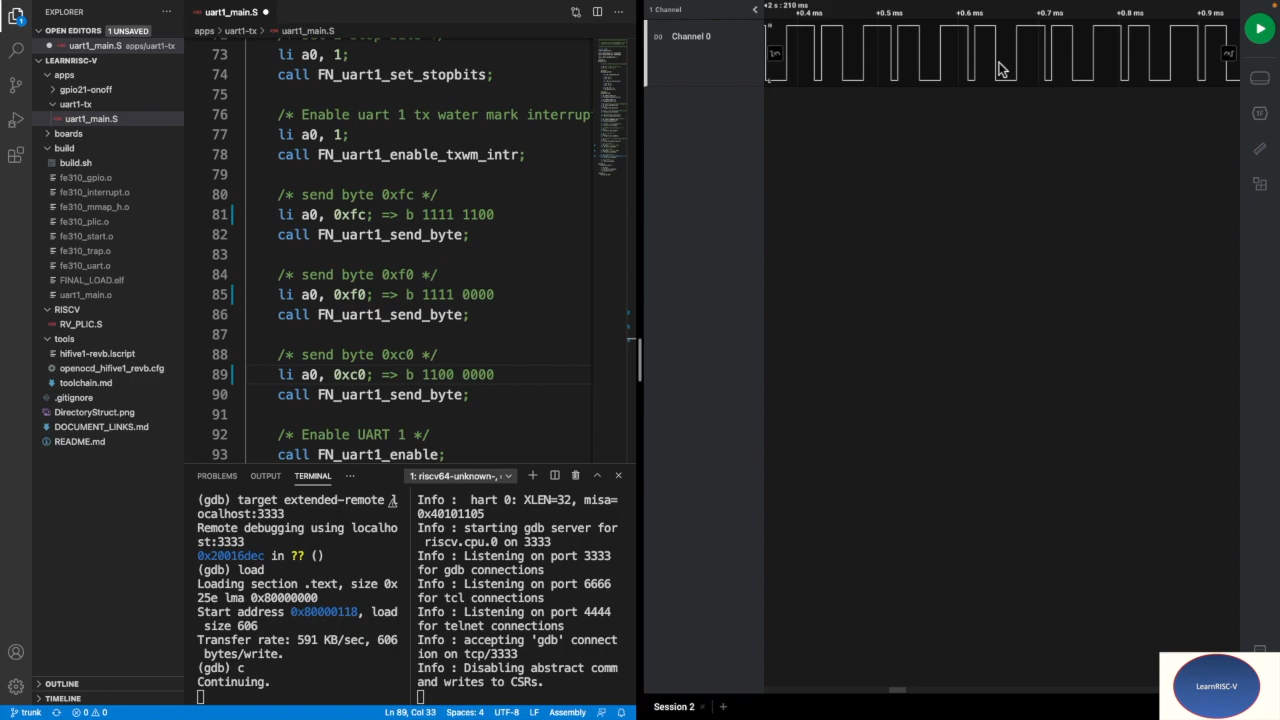 EXPLORER
OPEN EDITORS 1 UNSAVED
uart1_main.S apps/uart1-tx
LEARNRISC-V
apps
gpio21-onoff
uart1-tx
uart1_main.S
boards
build
build.sh
fe310_gpio.o
fe310_interrupt.o
fe310_mmap_h.o
fe310_plic.o
fe310_start.o
fe310_trap.o
fe310_uart.o
FINAL_LOAD.elf
uart1_main.o
RISCV
RV_PLIC.S
tools
hifive1-revb.lscript
openocd_hifive1_revb.cfg
toolchain.md
.gitignore
DirectoryStruct.png
DOCUMENT_LINKS.md
README.md
OUTLINE
TIMELINE
uart1_main.S
apps > uart1-tx > uart1_main.S
73 li a0, 1;
74 call FN_uart1_set_stopbits;
75
76 /* Enable uart 1 tx water mark interrup
77 li a0, 1;
78 call FN_uart1_enable_txwm_intr;
79
80 /* send byte 0xfc */
81 li a0, 0xfc; => b 1111 1100
82 call FN_uart1_send_byte;
83
84 /* send byte 0xf0 */
85 li a0, 0xf0; => b 1111 0000
86 call FN_uart1_send_byte;
87
88 /* send byte 0xc0 */
89 li a0, 0xc0; => b 1100 0000
90 call FN_uart1_send_byte;
91
92 /* Enable UART 1 */
93 call FN_uart1_enable;
PROBLEMS OUTPUT TERMINAL 1: riscv64-unknown-
(gdb) target extended-remote l
ocalhost:3333
Remote debugging using localho
st:3333
0x20016dec in ?? ()
(gdb) load
Loading section .text, size 0x
25e lma 0x80000000
Start address 0x80000118, load
size 606
Transfer rate: 591 KB/sec, 606
bytes/write.
(gdb) c
Continuing.
Info : hart 0: XLEN=32, misa=
0x40101105
Info : starting gdb server for
riscv.cpu.0 on 3333
Info : Listening on port 3333
for gdb connections
Info : Listening on port 6666
for tcl connections
Info : Listening on port 4444
for telnet connections
Info : accepting 'gdb' connect
ion on tcp/3333
Info : Disabling abstract comm
and writes to CSRs.
trunk 0 0 Ln 89, Col 33 Spaces: 4 UTF-8 LF Assembly
1 Channel
2 s : 210 ms
+0.4 ms +0.5 ms +0.6 ms +0.7 ms +0.8 ms +0.9 ms
D0 Channel 0
Session 2
LearnRISC-V